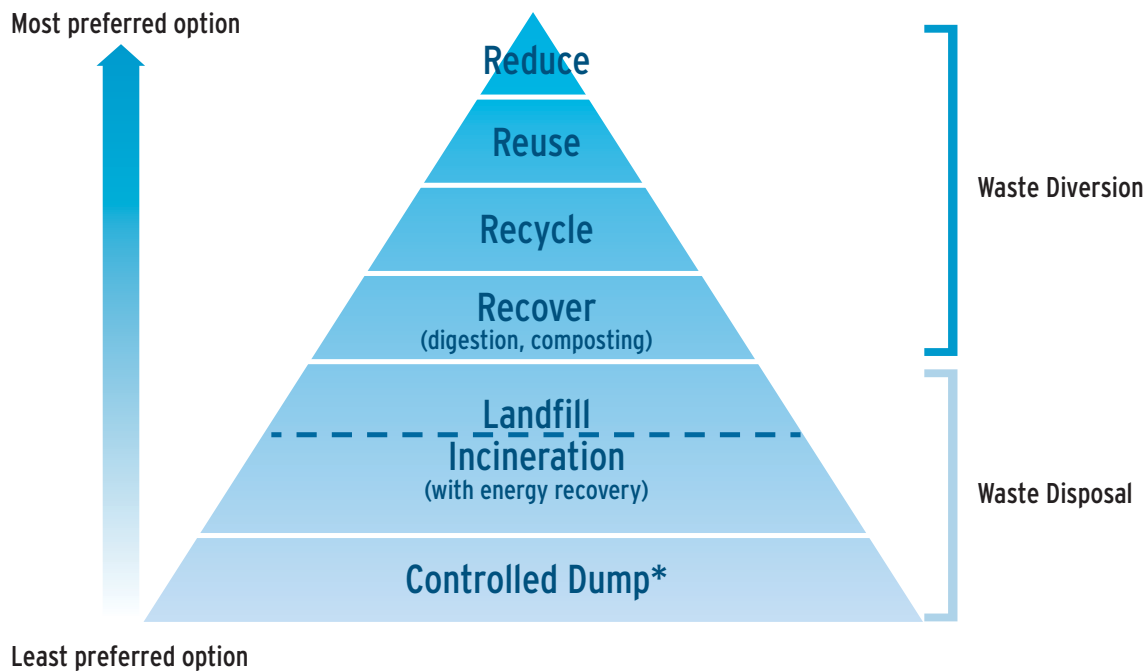 Most preferred option
Reduce
Reuse
Waste Diversion
Recycle
Recover
(digestion, composting)
Landfill
Incineration
(with energy recovery)
Waste Disposal
Controlled Dump*
Least preferred option